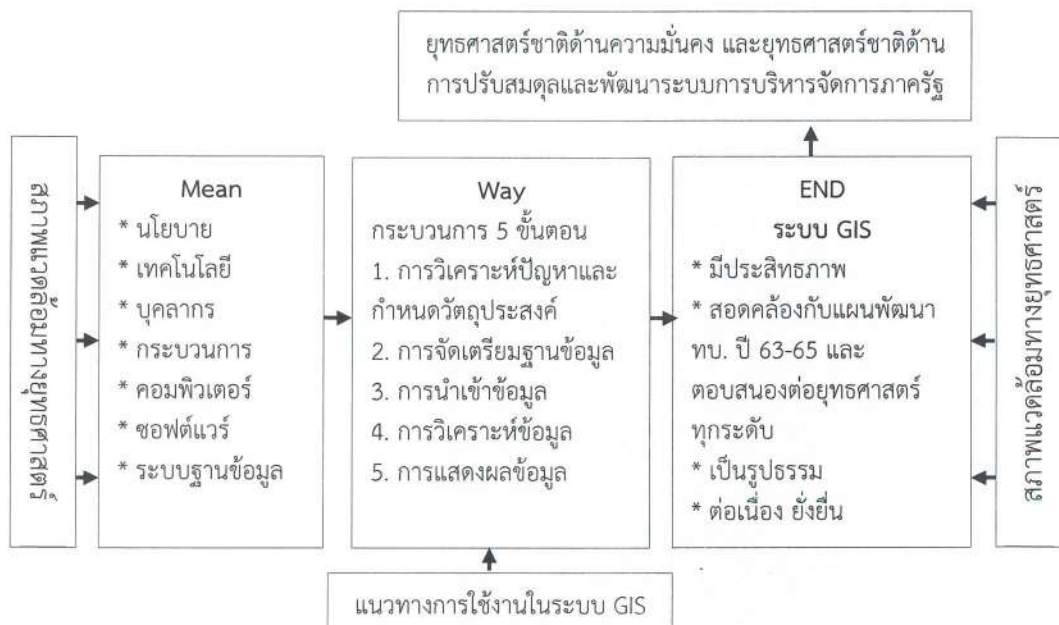 ยุทธศาสตร์ชาติด้านความมั่นคง และยุทธศาสตร์ชาติด้าน
การปรับสมดุลและพัฒนาระบบการบริหารจัดการภาครัฐ
สภาพแวดล้อมทางยุทธศาสตร์
Mean
* นโยบาย
* เทคโนโลยี
* บุคลากร
* กระบวนการ
* คอมพิวเตอร์
* ซอฟต์แวร์
* ระบบฐานข้อมูล
Way
กระบวนการ 5 ขั้นตอน
1. การวิเคราะห์ปัญหาและ
กำหนดวัตถุประสงค์
2. การจัดเตรียมฐานข้อมูล
3. การนำเข้าข้อมูล
4. การวิเคราะห์ข้อมูล
5. การแสดงผลข้อมูล
END
ระบบ GIS
* มีประสิทธภาพ
* สอดคล้องกับแผนพัฒนา
ทบ. ปี 63-65 และ
ตอบสนองต่อยุทธศาสตร์
ทุกระดับ
* เป็นรูปธรรม
* ต่อเนื่อง ยั่งยืน
สภาพแวดล้อมทางยุทธศาสตร์
แนวทางการใช้งานในระบบ GIS